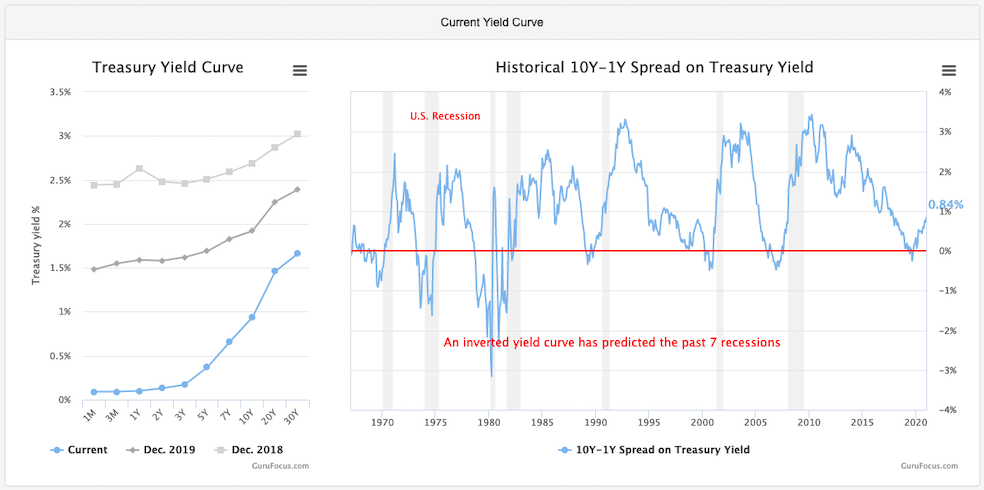 Current Yield Curve
Treasury Yield Curve
3.5%
3%
2.5%
2%
1.5%
1%
0.5%
0%
Treasury yield %
1M
3M
1Y
2Y
3Y
5Y
7Y
10Y
20Y
30Y
Current Dec. 2019 Dec. 2018
GuruFocus.com
Historical 10Y-1Y Spread on Treasury Yield
U.S. Recession
4%
3%
2%
0.84%
1%
0%
-1%
-2%
-3%
-4%
An inverted yield curve has predicted the past 7 recessions
1970 1975 1980 1985 1990 1995 2000 2005 2010 2015 2020
10Y-1Y Spread on Treasury Yield
GuruFocus.com